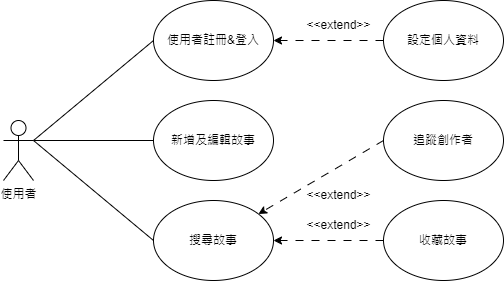 <<extend>>
使用者註冊&登入
設定個人資料
新增及編輯故事
追蹤創作者
使用者
<<extend>>
<<extend>>
搜尋故事
收藏故事